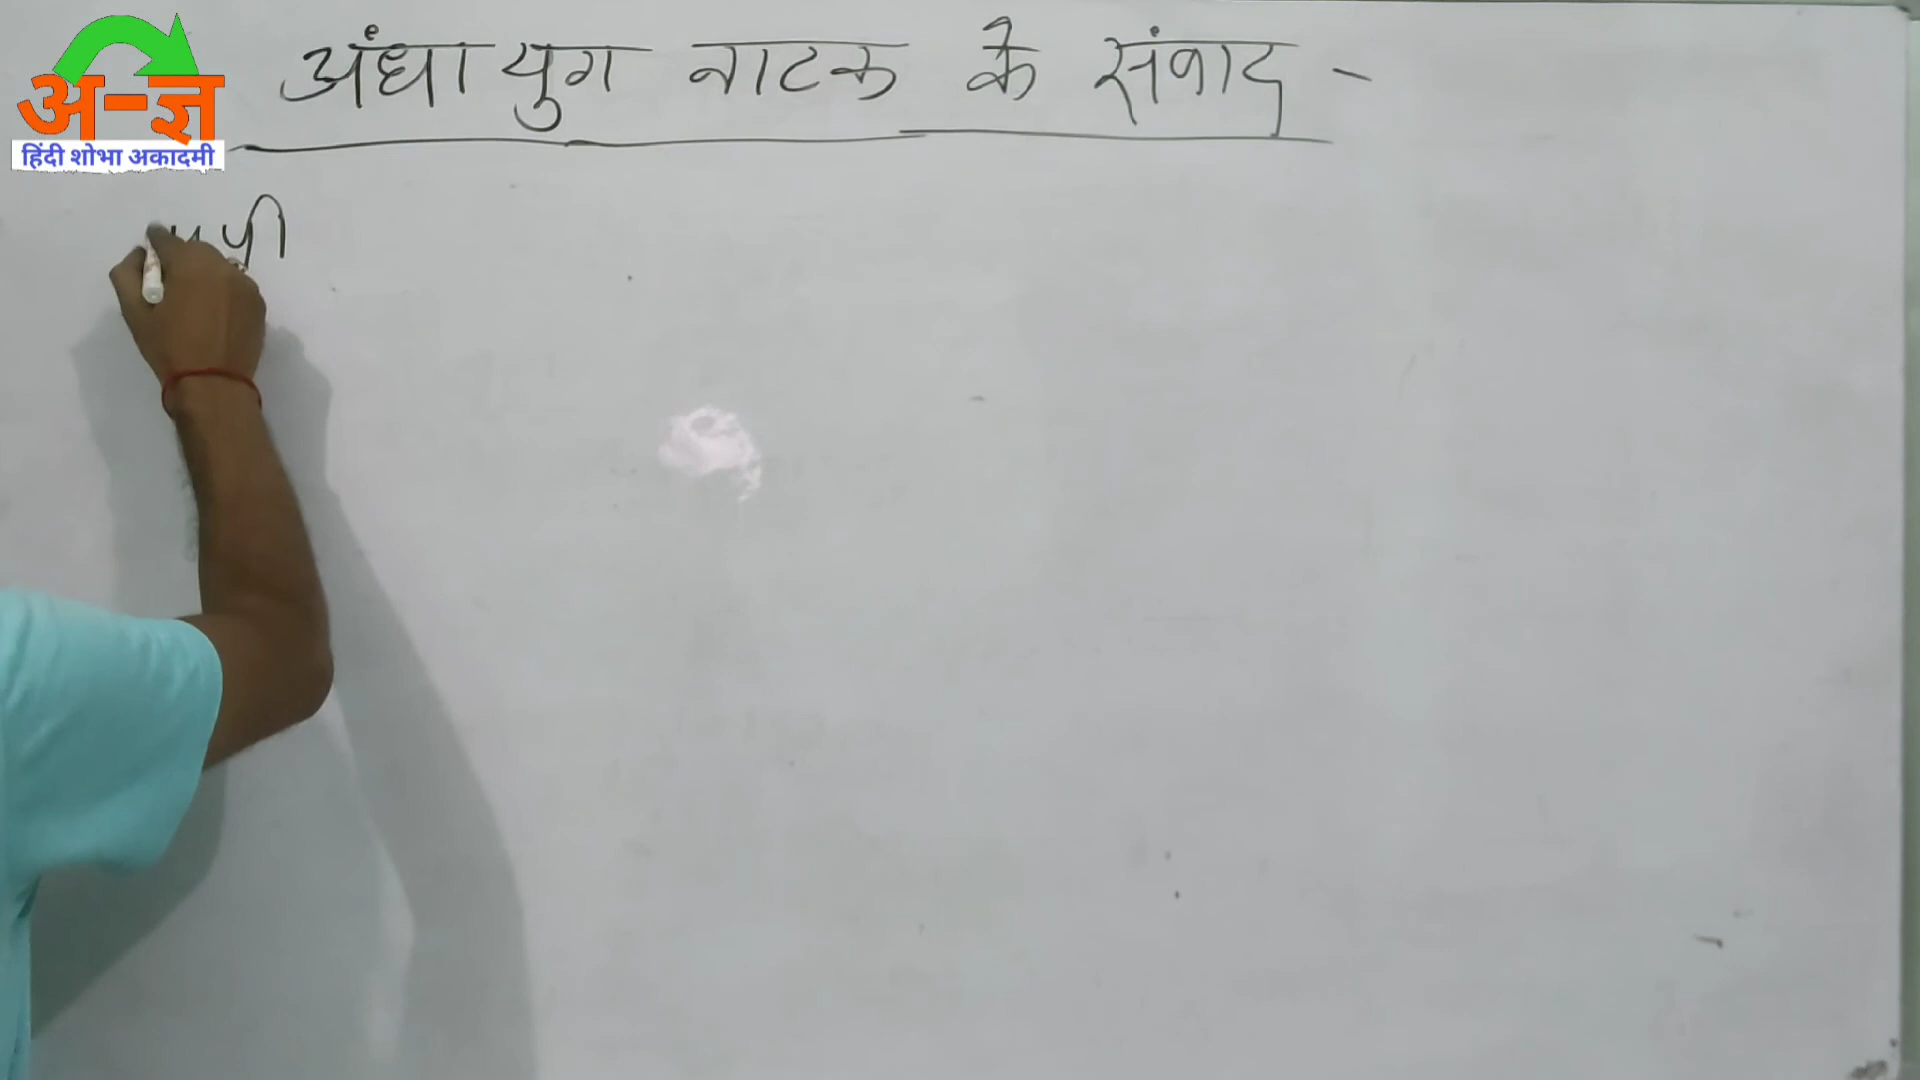 अ-ज्ञ
हिंदी शोभा अकादमी
अंधा युग नाटक के संवाद -